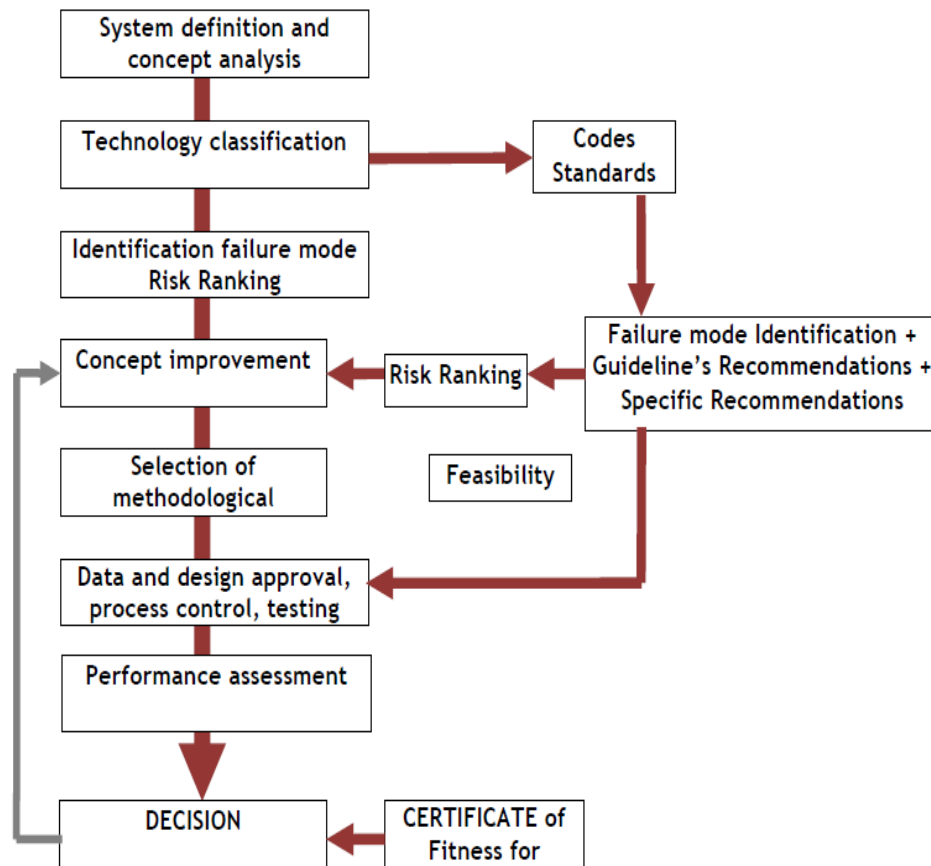 System definition and
concept analysis
Technology classification
Codes
Standards
Identification failure mode
Risk Ranking
Failure mode Identification +
Guideline's Recommendations +
Specific Recommendations
Concept improvement
Risk Ranking
Selection of
methodological
Feasibility
Data and design approval,
process control, testing
Performance assessment
DECISION
CERTIFICATE of
Fitness for